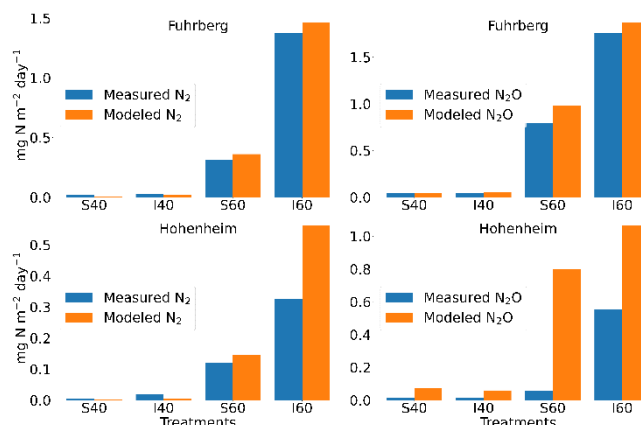 Fuhrberg
mg N m⁻² day⁻¹
1.5
1.0
0.5
0.0
Measured N₂
Modeled N₂
S40 I40 S60 I60
Fuhrberg
1.5
1.0
0.5
0.0
Measured N₂O
Modeled N₂O
S40 I40 S60 I60
Hohenheim
mg N m⁻² day⁻¹
0.5
0.4
0.3
0.2
0.1
0.0
Measured N₂
Modeled N₂
S40 I40 S60 I60
Treatments
Hohenheim
1.0
0.8
0.6
0.4
0.2
0.0
Measured N₂O
Modeled N₂O
S40 I40 S60 I60
Treatments